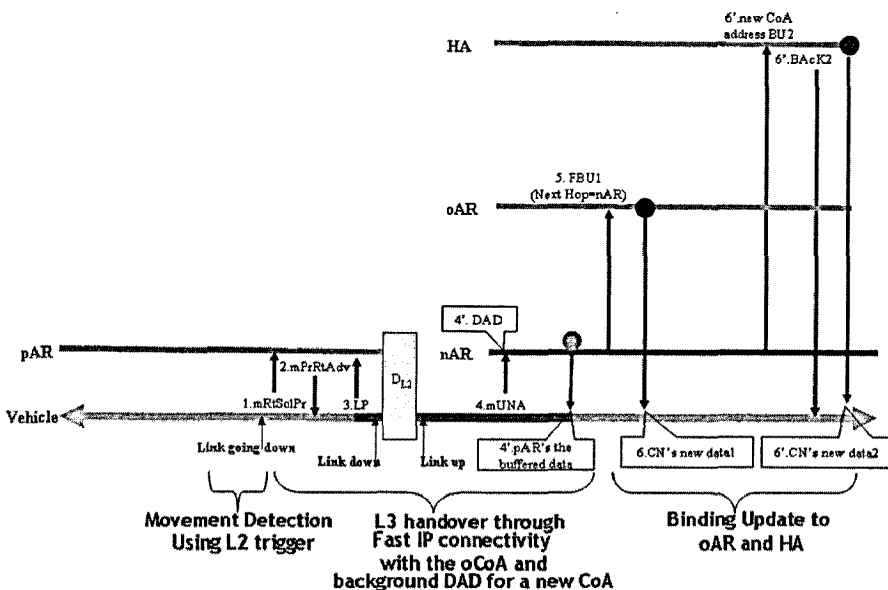 6'.new CoA
address BU2
HA
6'.BAcK2
5. FBU1
(Next Hop=nAR)
oAR
4'. DAD
pAR
2.mPrRtAdv
D_L2
nAR
1.mRtSolPr
3.LP
4.mUNA
Vehicle
Link going down
Link down
Link up
4'.pAR's the
buffered data
6.CN's new data1
6'.CN's new data2
Movement Detection
Using L2 trigger
L3 handover through
Fast IP connectivity
with the oCoA and
background DAD for a new CoA
Binding Update to
oAR and HA